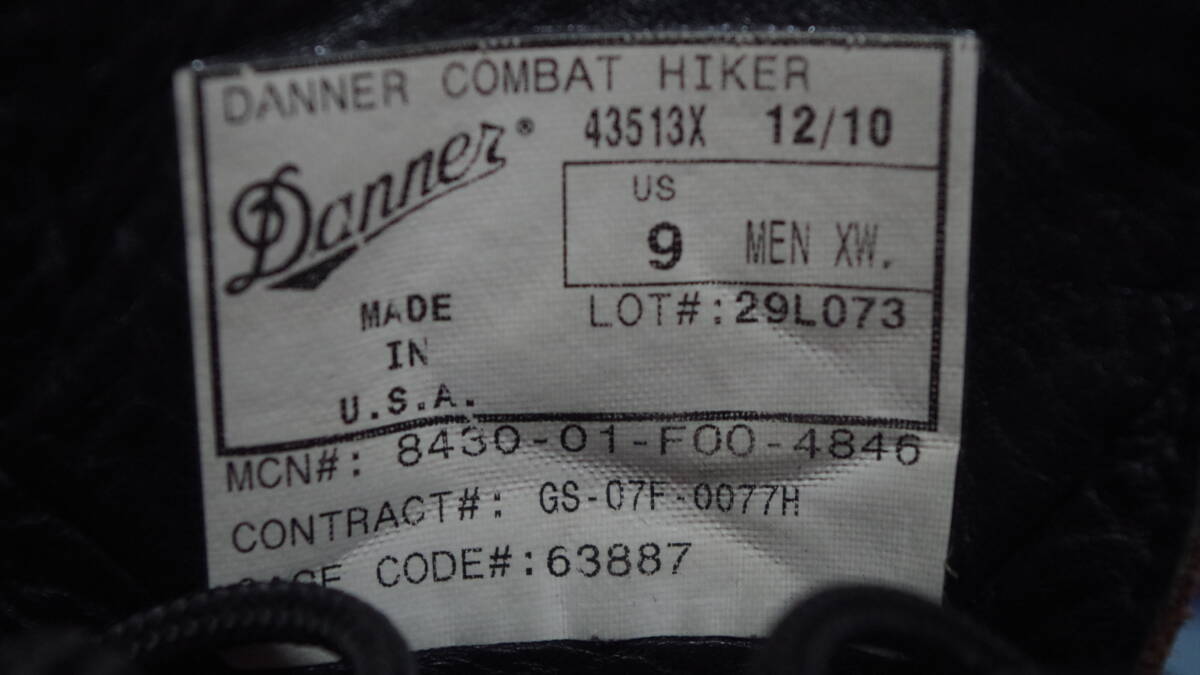 DANNER COMBAT HIKER
Danner®
43513X 12/10
US
9 MEN XW.
LOT#:29L073
MADE
IN
U.S.A.
MCN#: 8430-01-F00-4846
CONTRACT#: GS-07F-0077H
CAGE CODE#:63887